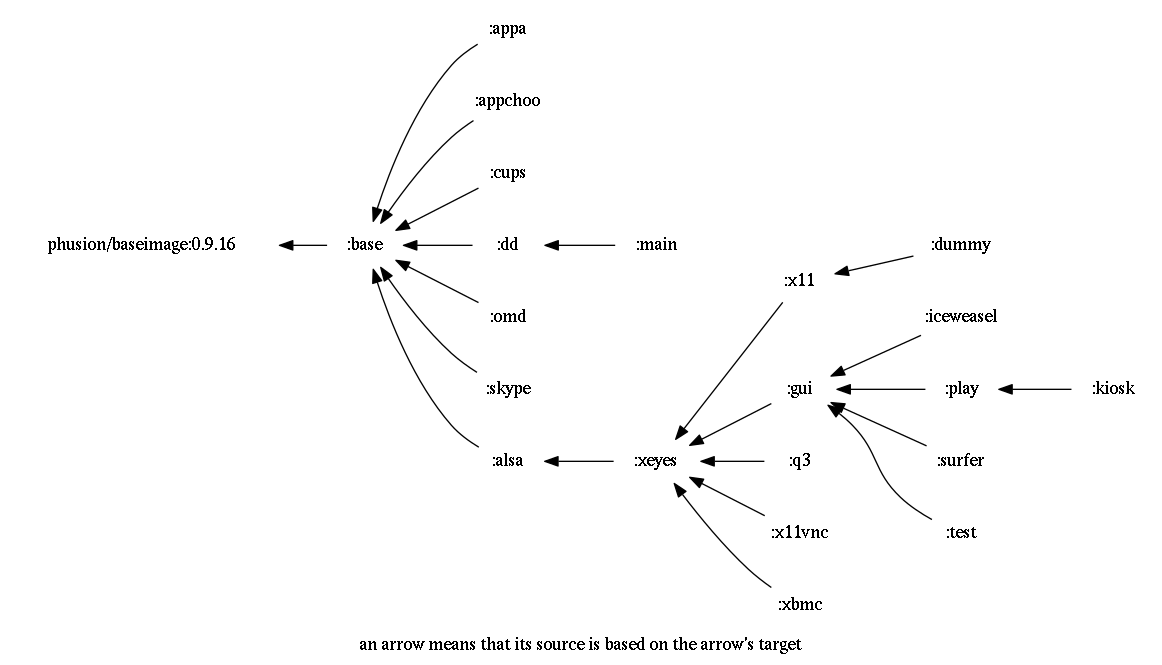 :appa
:appchoo
:cups
phusion/baseimage:0.9.16 :base :dd :main :dummy
:x11
:omd :iceweasel
:skype :gui :play :kiosk
:alsa :xeyes :q3 :surfer
:x11vnc :test
:xbmc
an arrow means that its source is based on the arrow's target